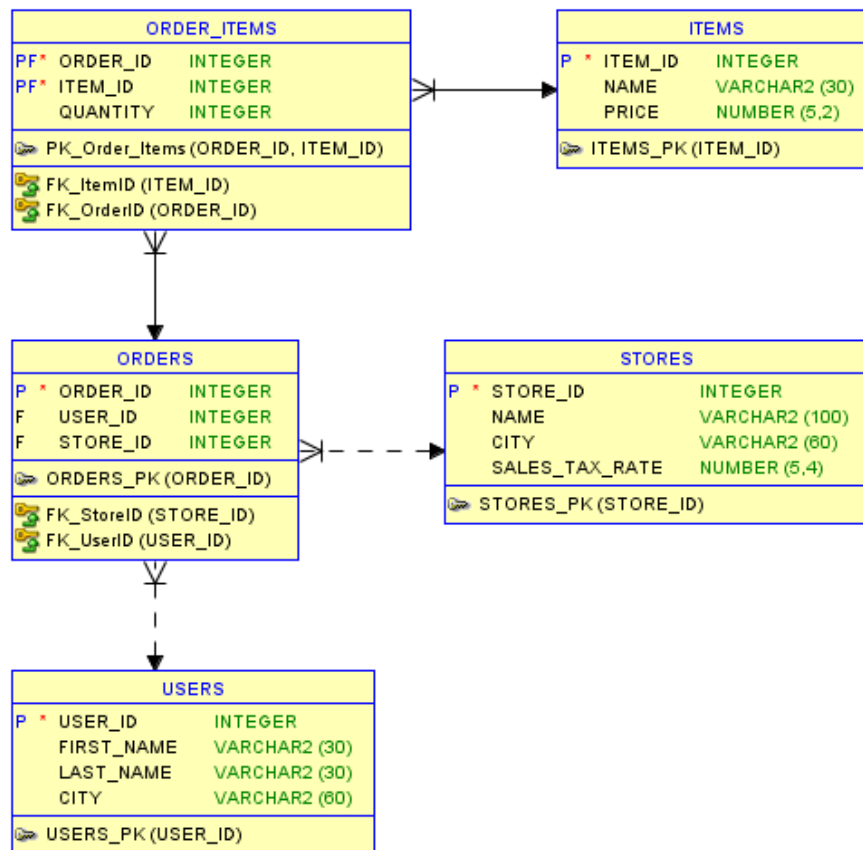 ORDER_ITEMS
PF* ORDER_ID INTEGER
PF* ITEM_ID INTEGER
QUANTITY INTEGER
PK_Order_Items (ORDER_ID, ITEM_ID)
FK_ItemID (ITEM_ID)
FK_OrderID (ORDER_ID)
ITEMS
P * ITEM_ID INTEGER
NAME VARCHAR2 (30)
PRICE NUMBER (5,2)
ITEMS_PK (ITEM_ID)
ORDERS
P * ORDER_ID INTEGER
F USER_ID INTEGER
F STORE_ID INTEGER
ORDERS_PK (ORDER_ID)
FK_StoreID (STORE_ID)
FK_UserID (USER_ID)
STORES
P * STORE_ID INTEGER
NAME VARCHAR2 (100)
CITY VARCHAR2 (60)
SALES_TAX_RATE NUMBER (5,4)
STORES_PK (STORE_ID)
USERS
P * USER_ID INTEGER
FIRST_NAME VARCHAR2 (30)
LAST_NAME VARCHAR2 (30)
CITY VARCHAR2 (60)
USERS_PK (USER_ID)